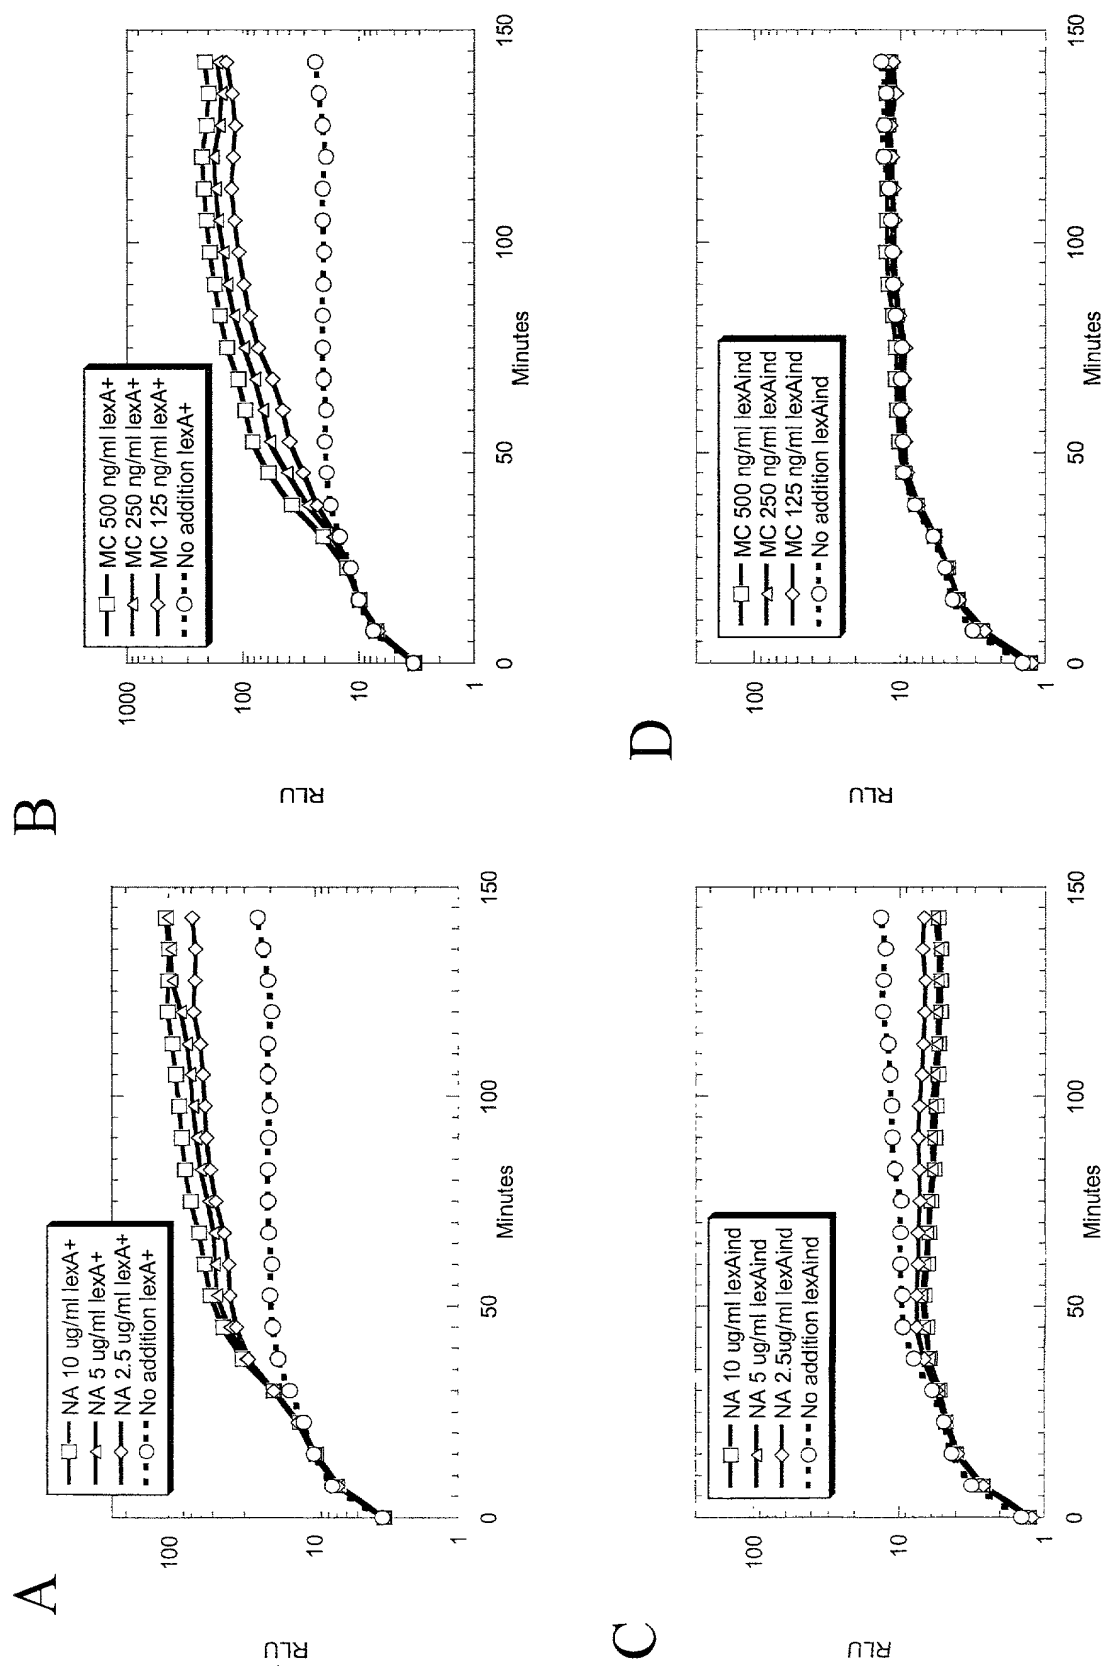 A
RLU
100
10
1
0
50
100
150
Minutes
NA 10 ug/ml lexA+
NA 5 ug/ml lexA+
NA 2.5 ug/ml lexA+
No addition lexA+
B
RLU
1000
100
10
1
0
50
100
150
Minutes
MC 500 ng/ml lexA+
MC 250 ng/ml lexA+
MC 125 ng/ml lexA+
No addition lexA+
C
RLU
100
10
1
0
50
100
150
Minutes
NA 10 ug/ml lexAind
NA 5 ug/ml lexAind
NA 2.5ug/ml lexAind
No addition lexAind
D
RLU
100
10
1
0
50
100
150
Minutes
MC 500 ng/ml lexAind
MC 250 ng/ml lexAind
MC 125 ng/ml lexAind
No addition lexAind